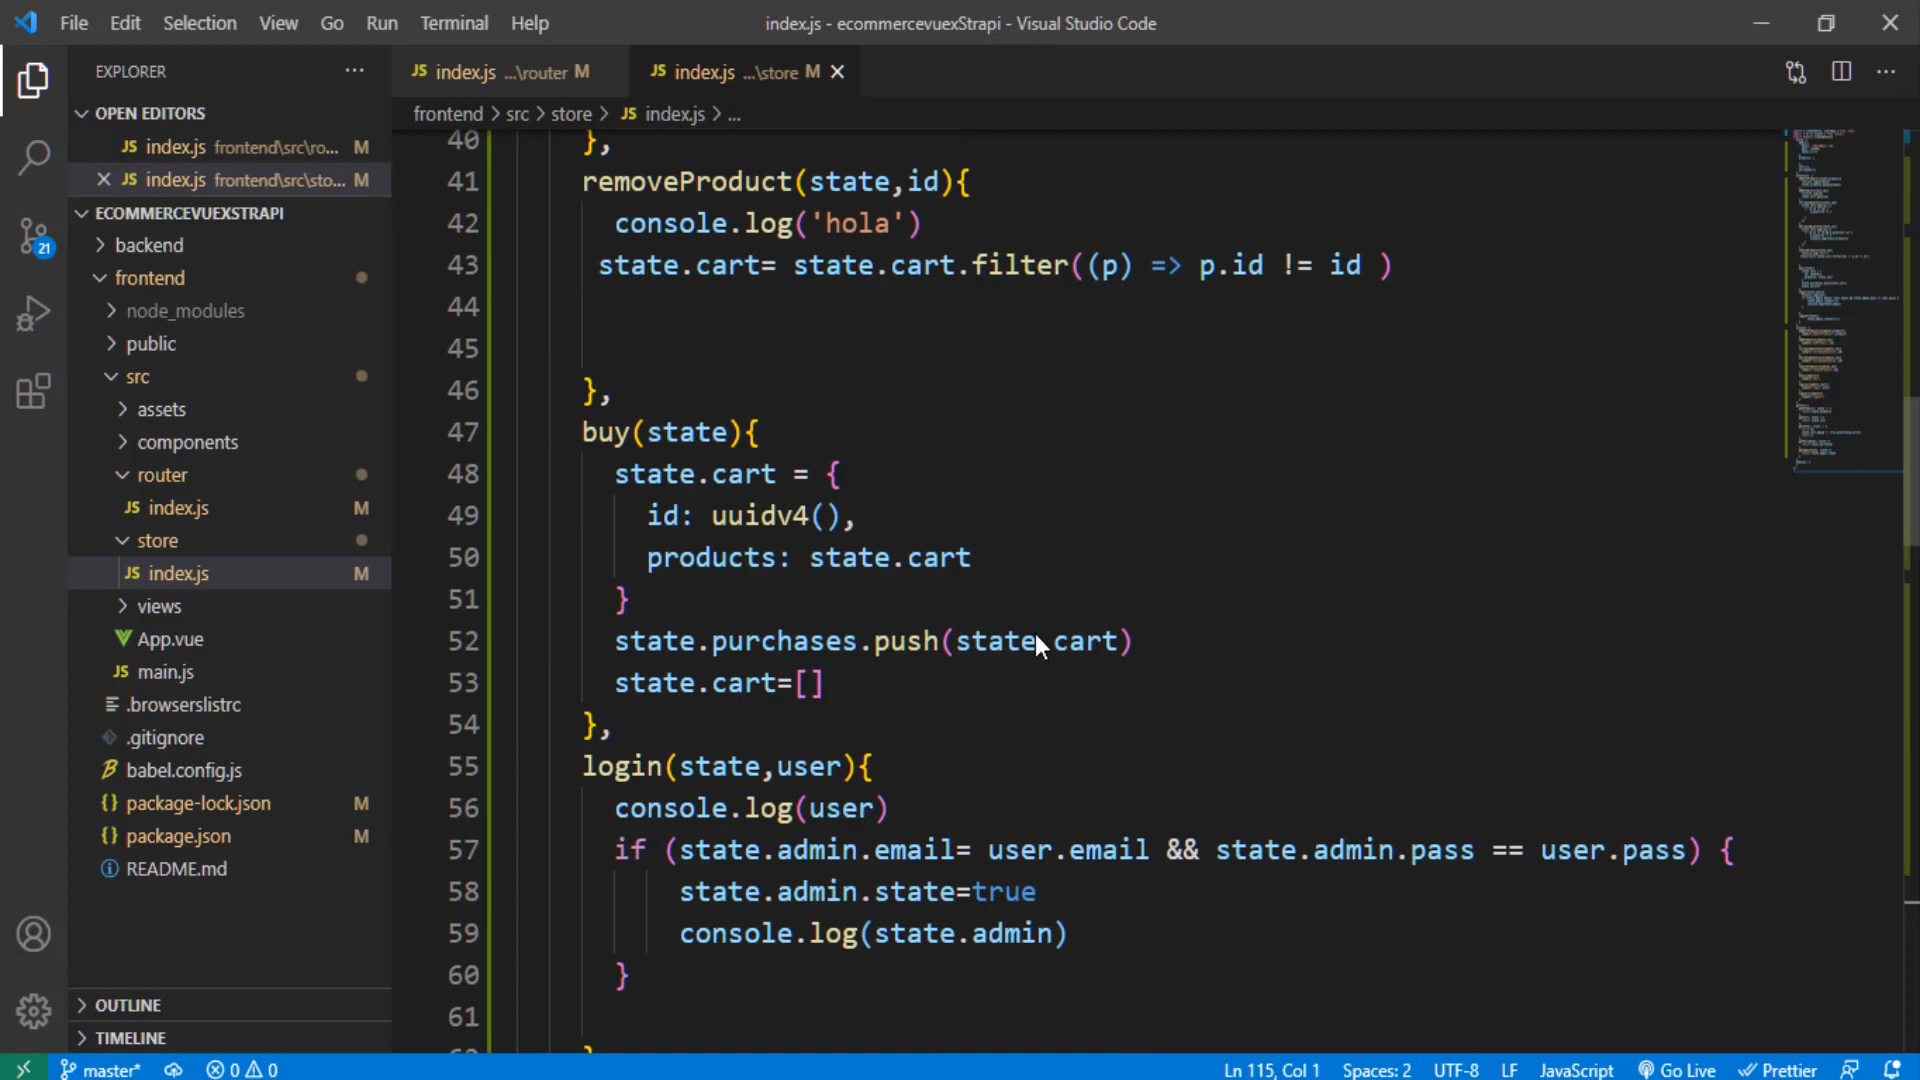 File Edit Selection View Go Run Terminal Help
index.js - ecommercevuexStrapi - Visual Studio Code
EXPLORER
OPEN EDITORS
JS index.js frontend\src\ro... M
JS index.js frontend\src\sto... M
ECOMMERCEVUEXSTRAPI
backend
frontend
node_modules
public
src
assets
components
router
JS index.js M
store
JS index.js M
views
App.vue
JS main.js
.browserslistrc
.gitignore
babel.config.js
{} package-lock.json M
{} package.json M
README.md
OUTLINE
TIMELINE
21
JS index.js ...\router M
JS index.js ...\store M
frontend > src > store > JS index.js > ...
40 },
41 removeProduct(state,id){
42 console.log('hola')
43 state.cart= state.cart.filter((p) => p.id != id )
44
45
46 },
47 buy(state){
48 state.cart = {
49 id: uuidv4(),
50 products: state.cart
51 }
52 state.purchases.push(state.cart)
53 state.cart=[]
54 },
55 login(state,user){
56 console.log(user)
57 if (state.admin.email= user.email && state.admin.pass == user.pass) {
58 state.admin.state=true
59 console.log(state.admin)
60 }
61
master* 0 0
Ln 115, Col 1 Spaces: 2 UTF-8 LF JavaScript Go Live Prettier